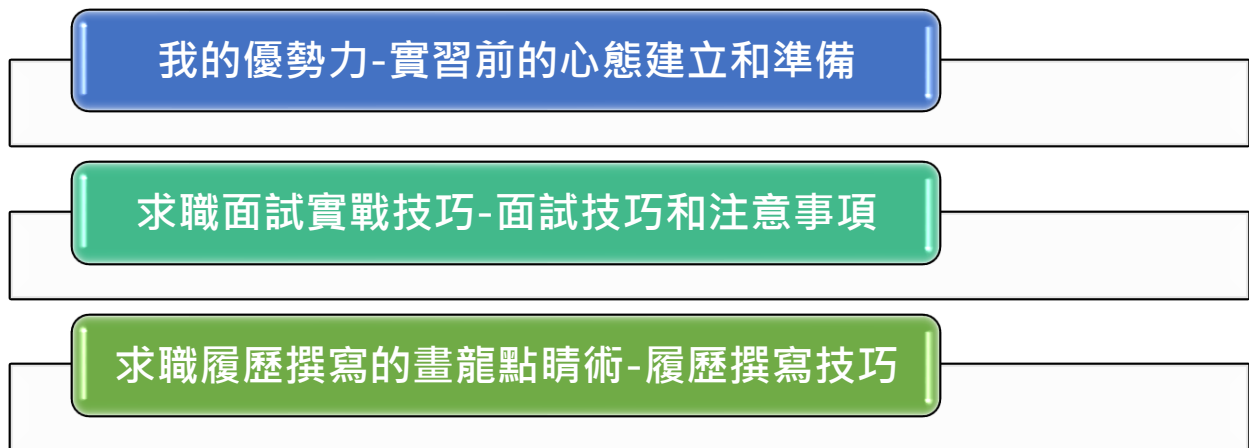 我的優勢力-實習前的心態建立和準備
求職面試實戰技巧-面試技巧和注意事項
求職履歷撰寫的畫龍點睛術-履歷撰寫技巧